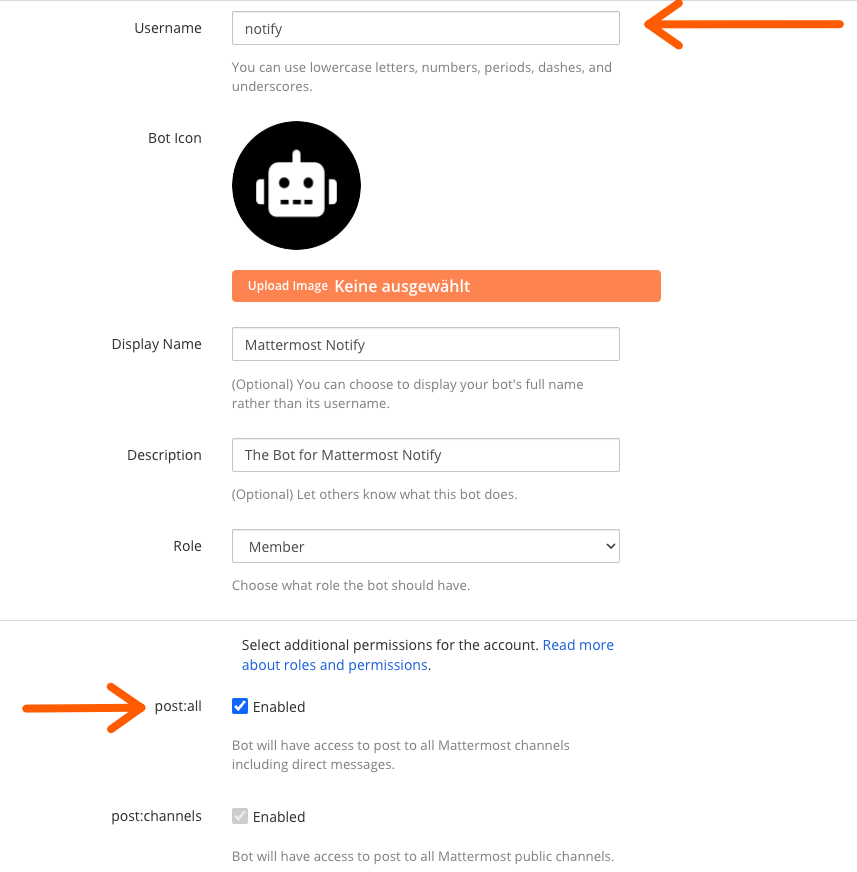 Username
notify
You can use lowercase letters, numbers, periods, dashes, and
underscores.
Bot Icon
Upload Image Keine ausgewählt
Display Name
Mattermost Notify
(Optional) You can choose to display your bot's full name
rather than its username.
Description
The Bot for Mattermost Notify
(Optional) Let others know what this bot does.
Role
Member
Choose what role the bot should have.
Select additional permissions for the account. Read more
about roles and permissions.
post:all
Enabled
Bot will have access to post to all Mattermost channels
including direct messages.
post:channels
Enabled
Bot will have access to post to all Mattermost public channels.